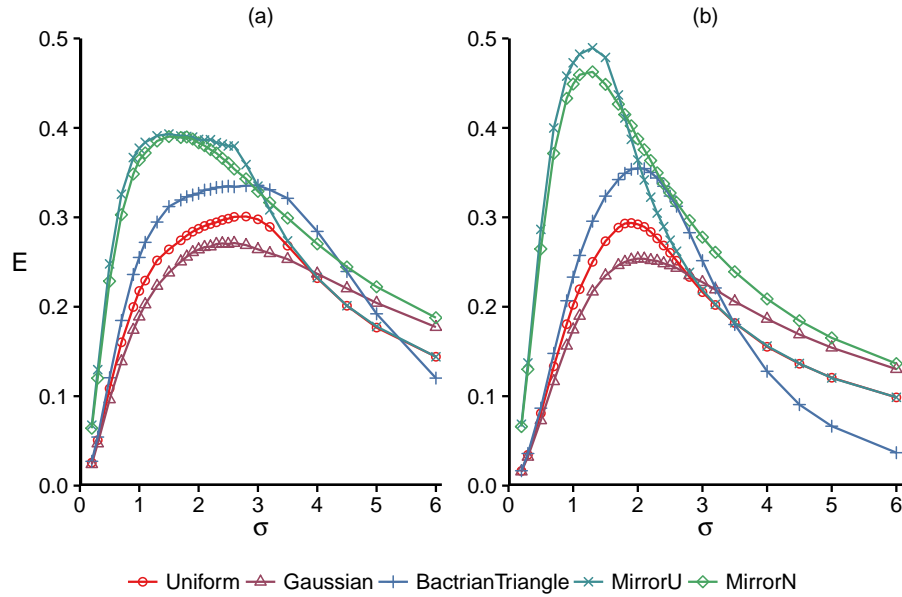 (a) (b)
0.5 0.5
0.4 0.4
0.3 0.3
E
0.2 0.2
0.1 0.1
0.0 0.0
0 1 2 3 4 5 6 0 1 2 3 4 5 6
σ σ
Uniform Gaussian BactrianTriangle MirrorU MirrorN